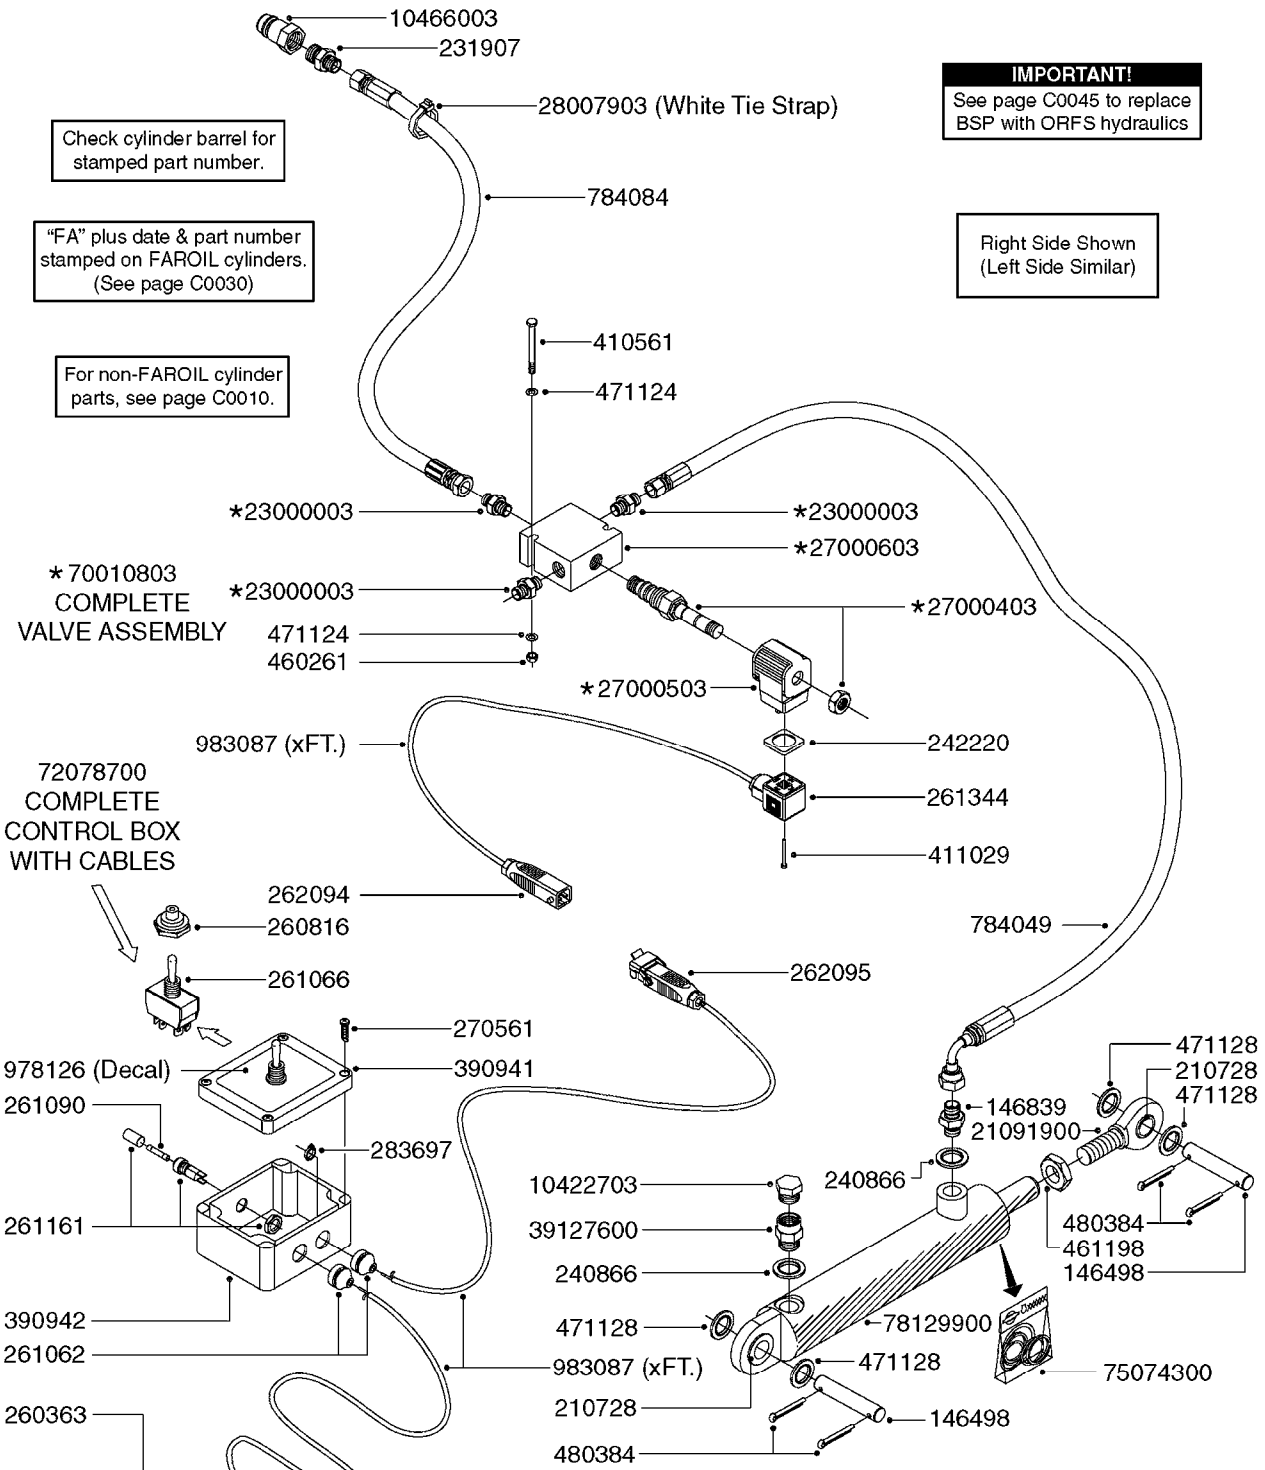 10466003
231907
28007903 (White Tie Strap)
IMPORTANT!
See page C0045 to replace
BSP with ORFS hydraulics
Check cylinder barrel for
stamped part number.
784084
"FA" plus date & part number
stamped on FAROIL cylinders.
(See page C0030)
Right Side Shown
(Left Side Similar)
410561
471124
For non-FAROIL cylinder
parts, see page C0010.
*23000003
*23000003
*27000603
*70010803
COMPLETE
VALVE ASSEMBLY
*23000003
*27000403
471124
460261
*27000503
983087 (xFT.)
242220
72078700
COMPLETE
CONTROL BOX
WITH CABLES
261344
411029
262094
260816
784049
261066
262095
270561
978126 (Decal)
390941
471128
210728
471128
261090
146839
21091900
283697
240866
10422703
261161
39127600
480384
461198
146498
240866
390942
471128
78129900
261062
983087 (xFT.)
471128
75074300
210728
146498
260363
480384